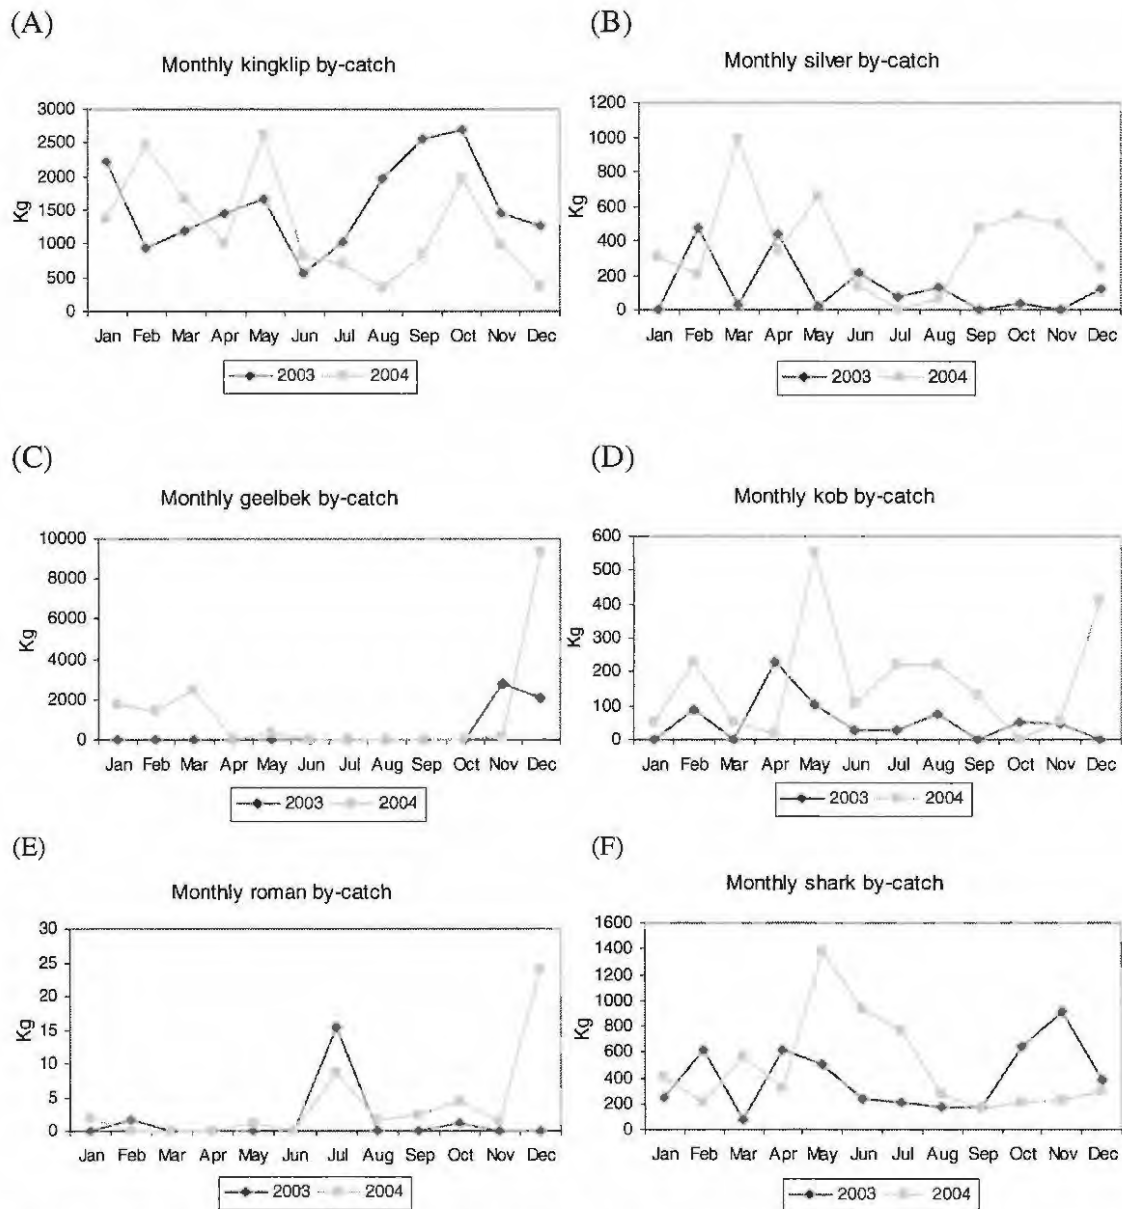 (A)
Monthly kingklip by-catch
3000
2500
2000
1500
1000
500
0
Kg
Jan Feb Mar Apr May Jun Jul Aug Sep Oct Nov Dec
2003 2004
(B)
Monthly silver by-catch
1200
1000
800
600
400
200
0
Kg
Jan Feb Mar Apr May Jun Jul Aug Sep Oct Nov Dec
2003 2004
(C)
Monthly geelbek by-catch
10000
8000
6000
4000
2000
0
Kg
Jan Feb Mar Apr May Jun Jul Aug Sep Oct Nov Dec
2003 2004
(D)
Monthly kob by-catch
600
500
400
300
200
100
0
Kg
Jan Feb Mar Apr May Jun Jul Aug Sep Oct Nov Dec
2003 2004
(E)
Monthly roman by-catch
30
25
20
15
10
5
0
Kg
Jan Feb Mar Apr May Jun Jul Aug Sep Oct Nov Dec
2003 2004
(F)
Monthly shark by-catch
1600
1400
1200
1000
800
600
400
200
0
Kg
Jan Feb Mar Apr May Jun Jul Aug Sep Oct Nov Dec
2003 2004